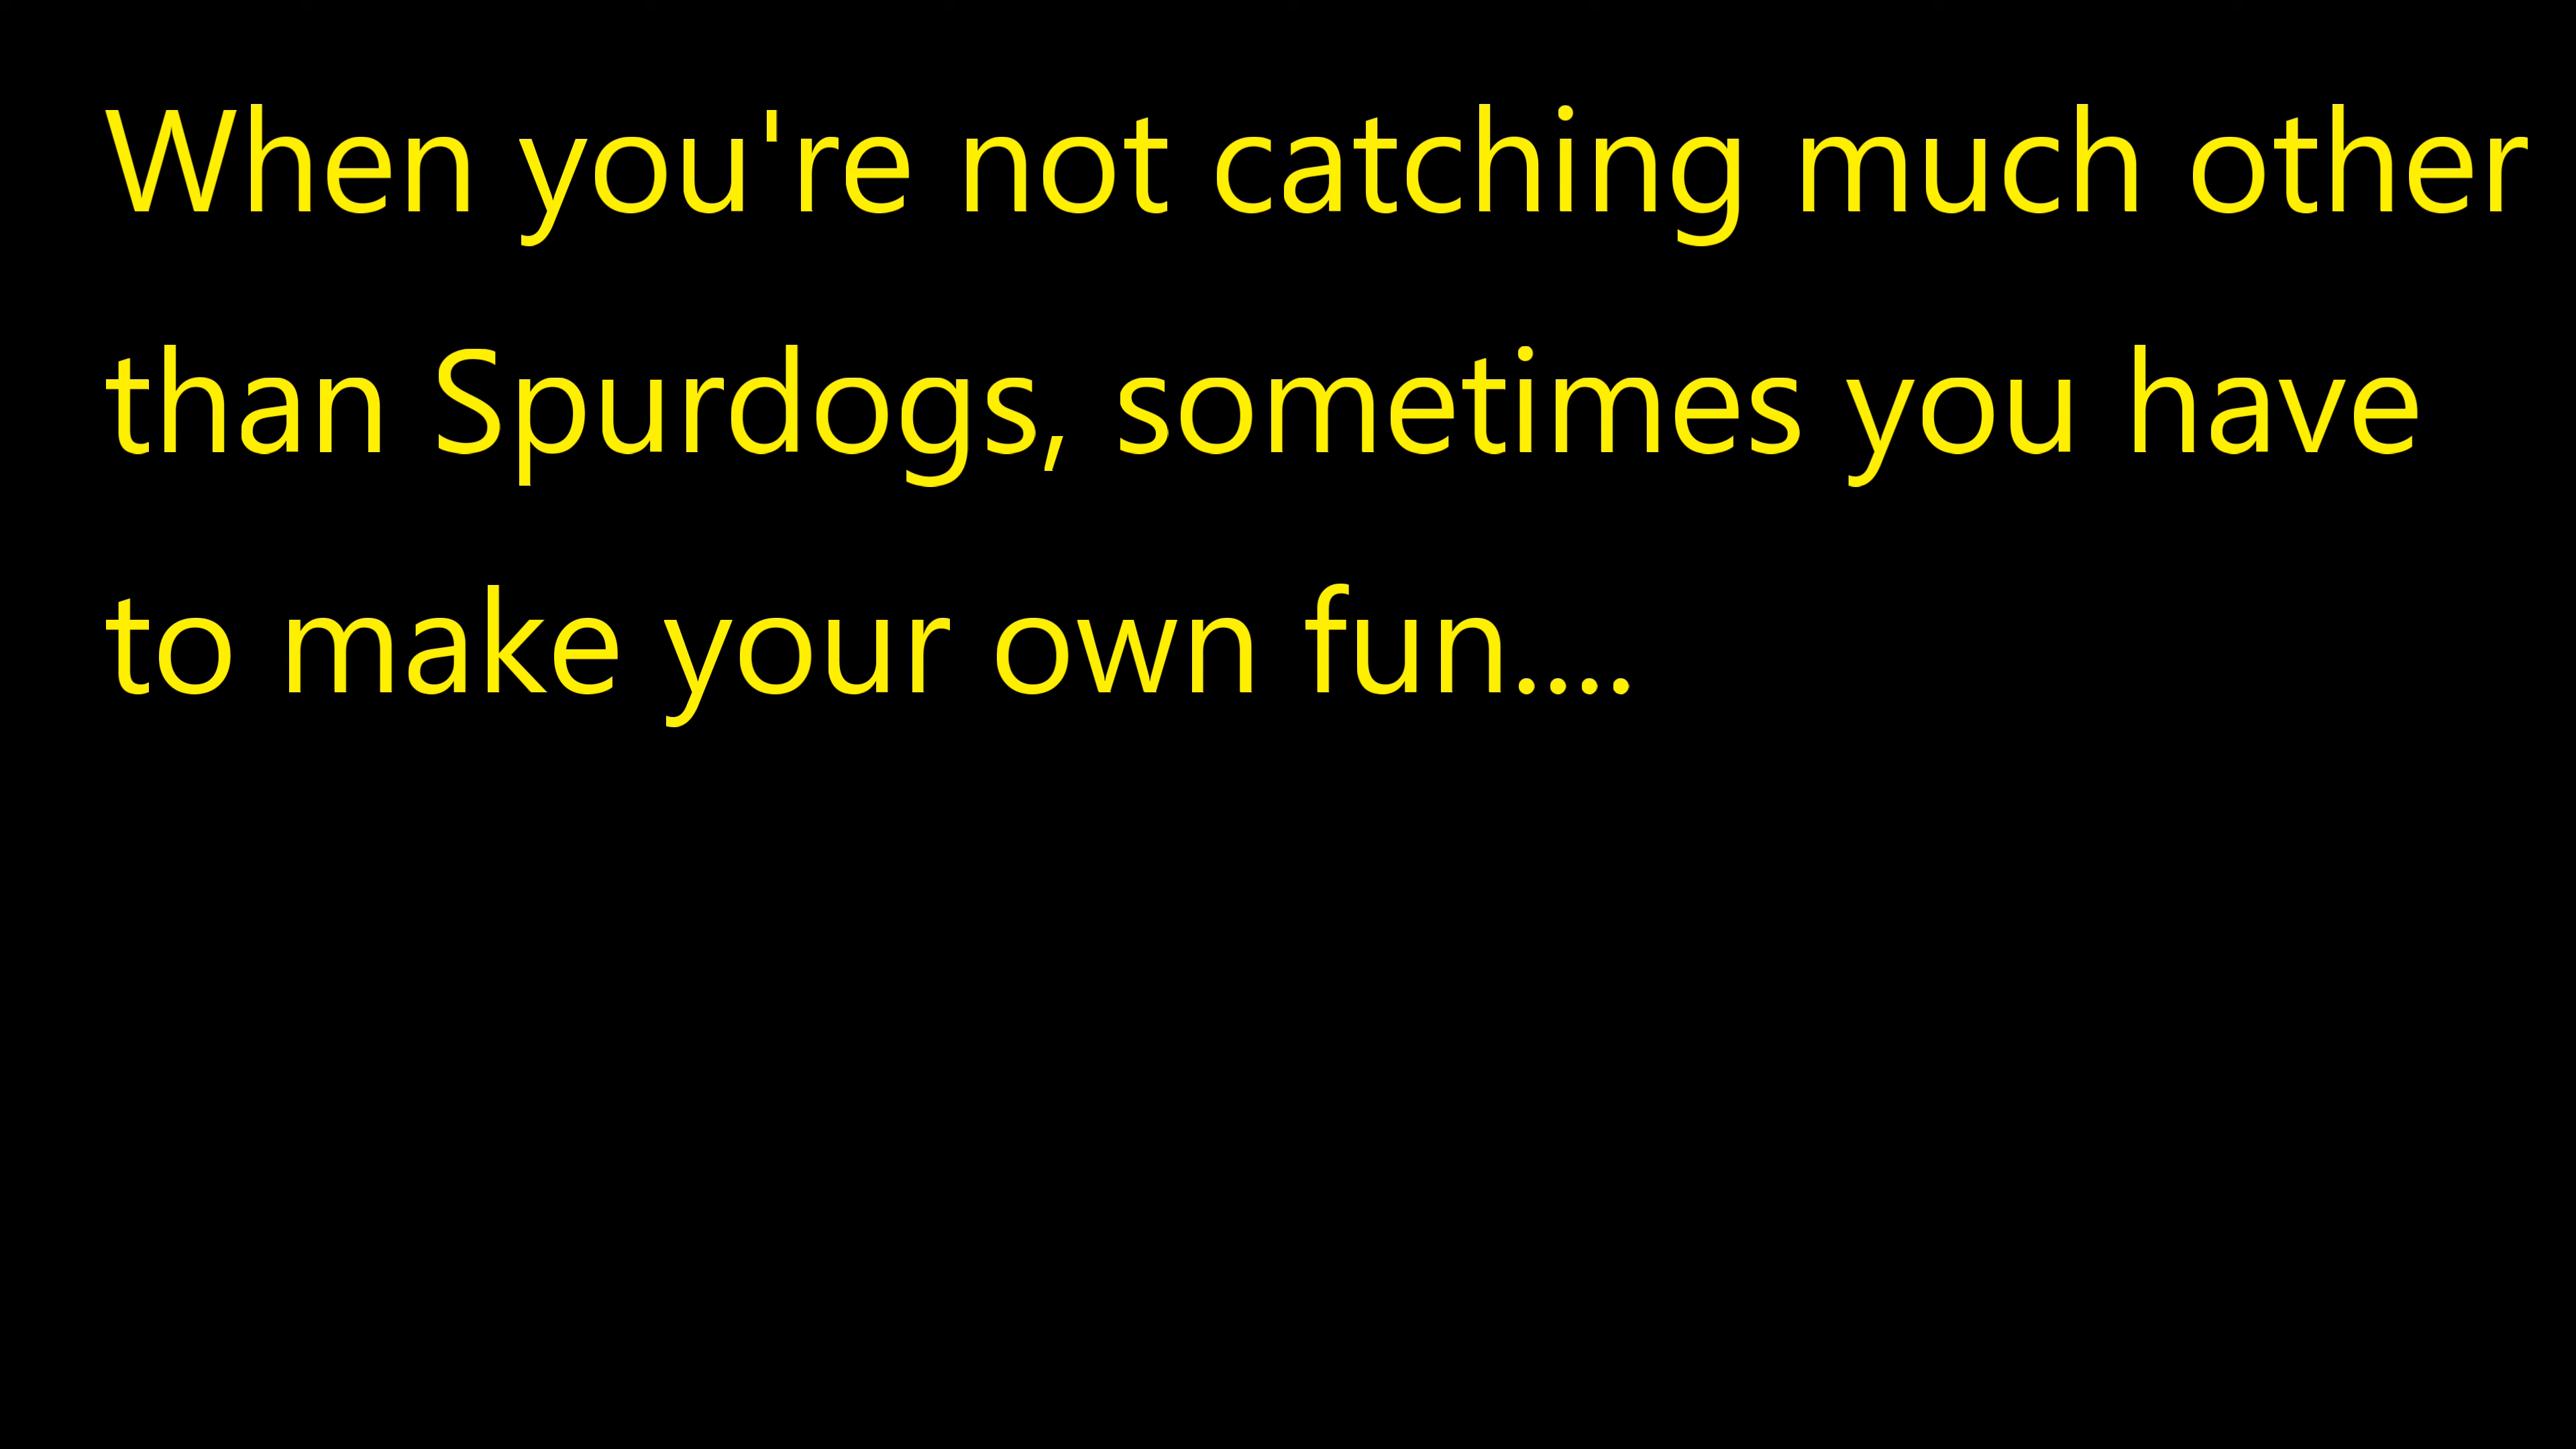 When you're not catching much other
than Spurdogs, sometimes you have
to make your own fun....